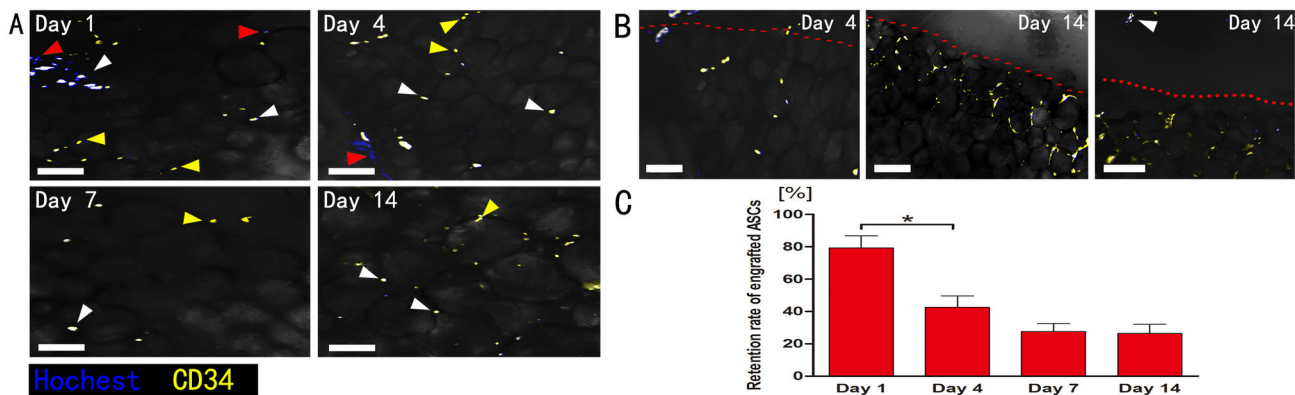 A
Day 1
Day 4
Day 7
Day 14
Hochest CD34
B
Day 4
Day 14
Day 14
C
[%]
Retention rate of engrafted ASCs
100
80
60
40
20
0
*
Day 1 Day 4 Day 7 Day 14